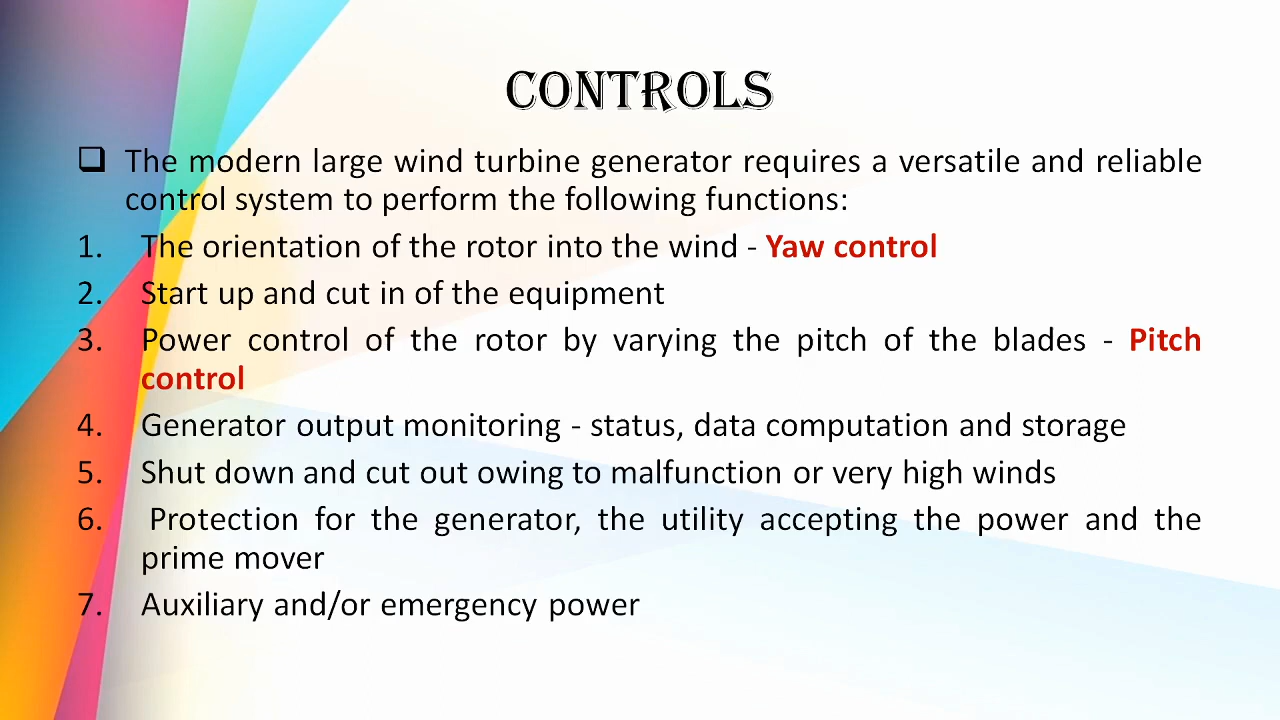 CONTROLS
❑ The modern large wind turbine generator requires a versatile and reliable
control system to perform the following functions:
1. The orientation of the rotor into the wind - Yaw control
2. Start up and cut in of the equipment
3. Power control of the rotor by varying the pitch of the blades - Pitch
control
4. Generator output monitoring - status, data computation and storage
5. Shut down and cut out owing to malfunction or very high winds
6. Protection for the generator, the utility accepting the power and the
prime mover
7. Auxiliary and/or emergency power